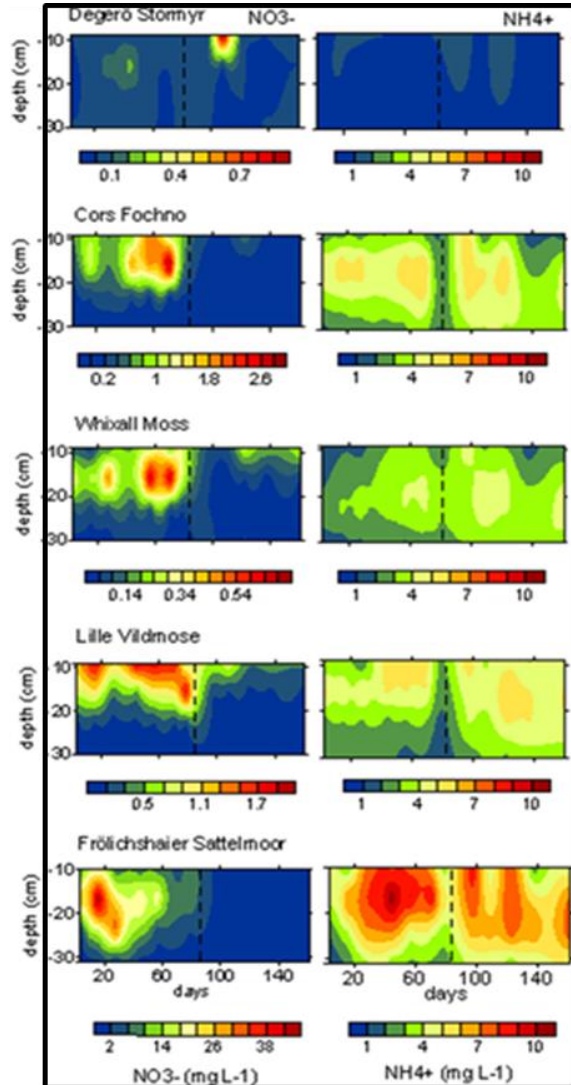 Degerö Stormyr NO3- NH4+
depth (cm)
-10
-20
-30
0.1 0.4 0.7
1 4 7 10
Cors Fochno
depth (cm)
-10
-20
-30
0.2 1 1.8 2.6
1 4 7 10
Whixall Moss
depth (cm)
-10
-20
-30
0.14 0.34 0.54
1 4 7 10
Lille Vildmose
depth (cm)
-10
-20
-30
0.5 1.1 1.7
1 4 7 10
Frölichshaier Sattelmoor
depth (cm)
-10
-20
-30
20 60 100 140 20 60 100 140
days days
2 14 26 38
1 4 7 10
NO3- (mg L-1) NH4+ (mg L-1)